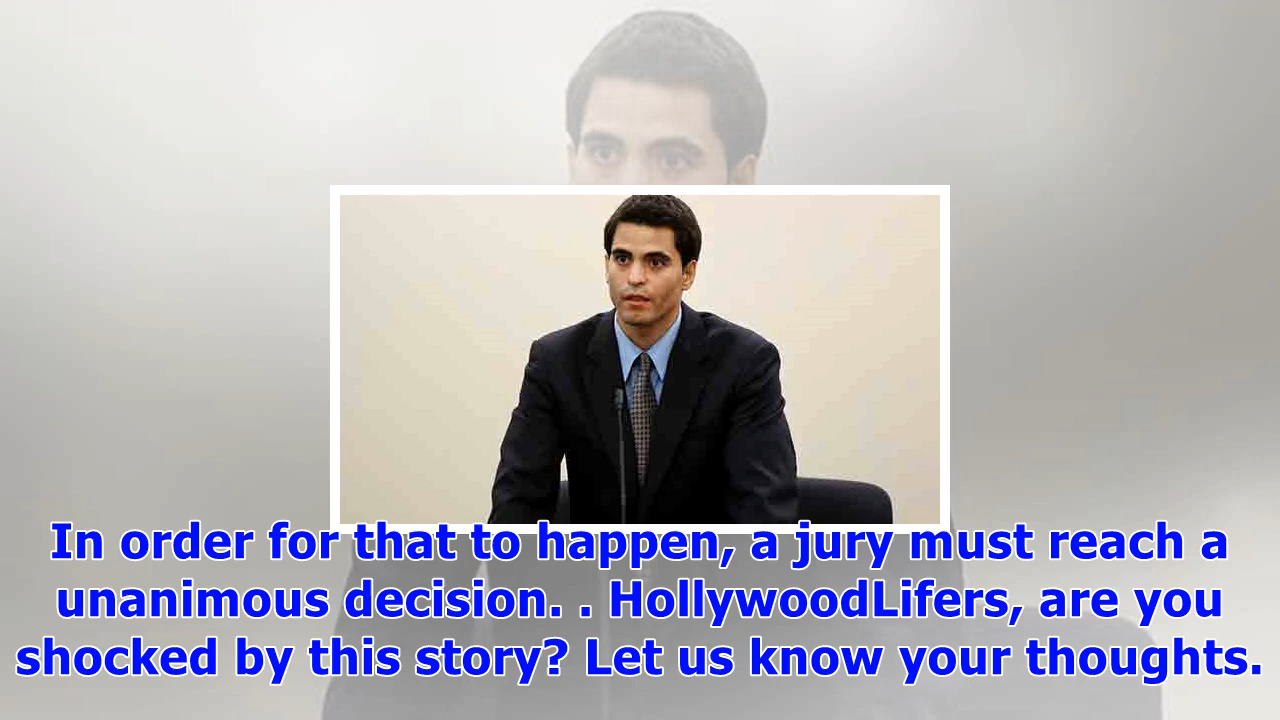 In order for that to happen, a jury must reach a
unanimous decision. . HollywoodLifers, are you
shocked by this story? Let us know your thoughts.